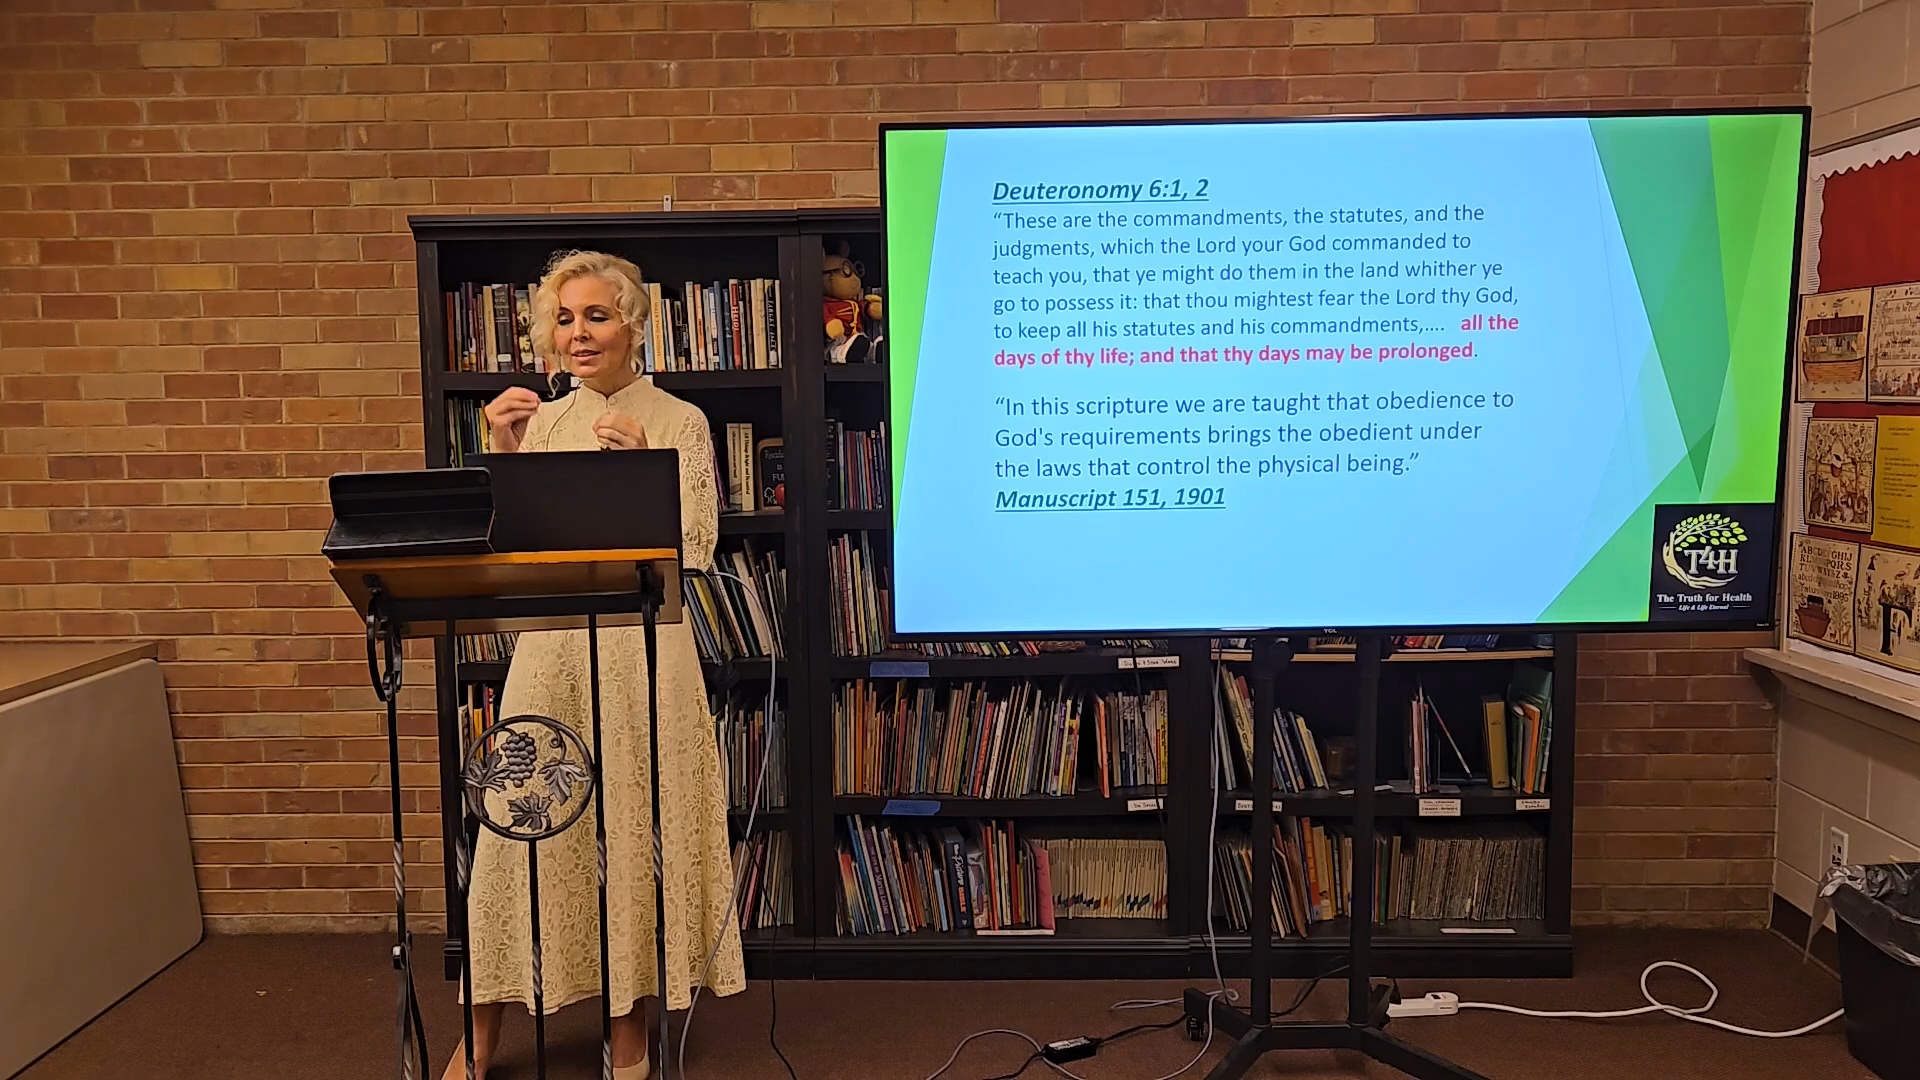 Deuteronomy 6:1, 2
“These are the commandments, the statutes, and the
judgments, which the Lord your God commanded to
teach you, that ye might do them in the land whither ye
go to possess it: that thou mightest fear the Lord thy God,
to keep all his statutes and his commandments,.... all the
days of thy life; and that thy days may be prolonged.
“In this scripture we are taught that obedience to
God's requirements brings the obedient under
the laws that control the physical being.”
Manuscript 151, 1901
T4H
The Truth for Health
Life & Life Eternal
TCL
HEIDI